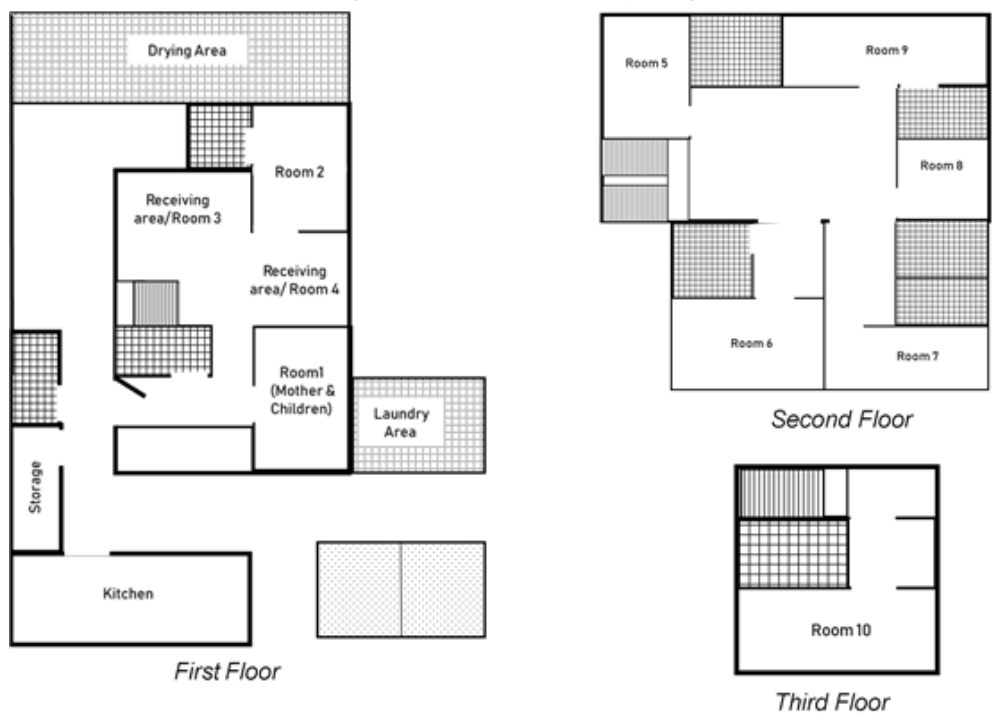 Drying Area
Room 2
Receiving
area/Room 3
Receiving
area/ Room 4
Room1
(Mother &
Children)
Laundry
Area
Storage
Kitchen
First Floor
Room 5
Room 9
Room 8
Room 6
Room 7
Second Floor
Room 10
Third Floor